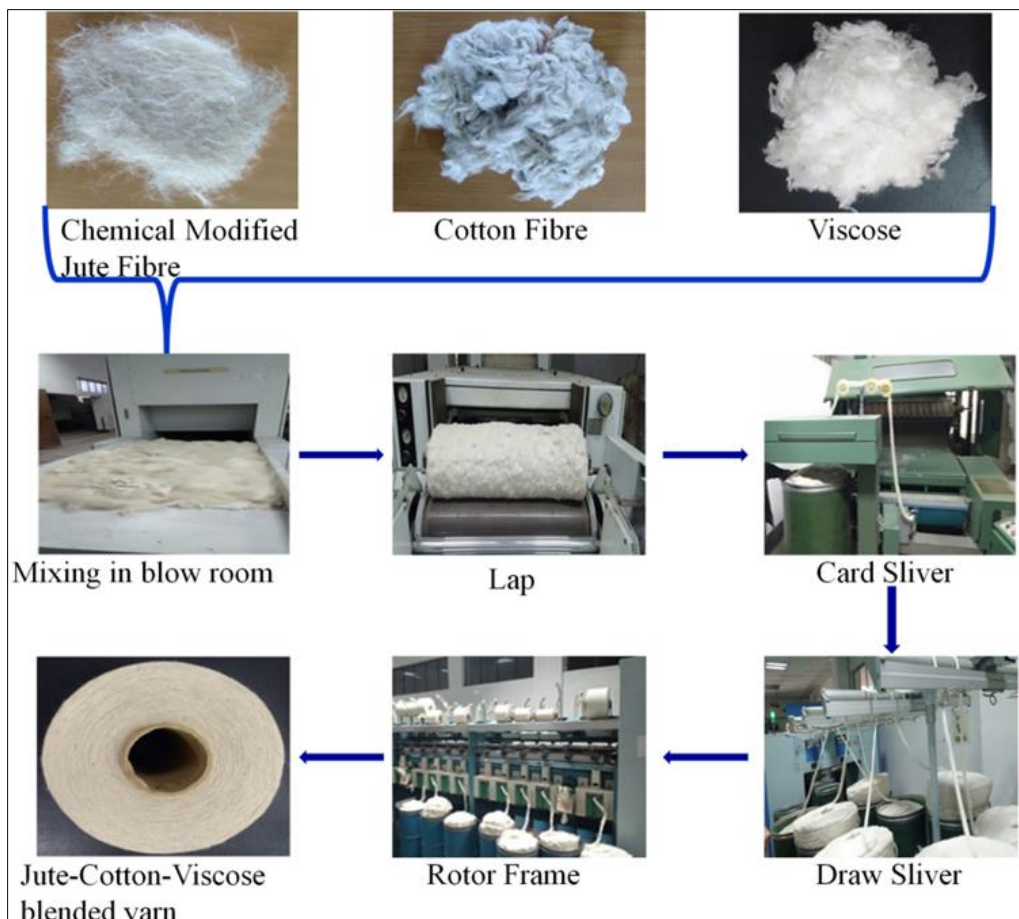 Chemical Modified
Jute Fibre
Cotton Fibre
Viscose
Mixing in blow room
Lap
Card Sliver
Jute-Cotton-Viscose
blended yarn
Rotor Frame
Draw Sliver